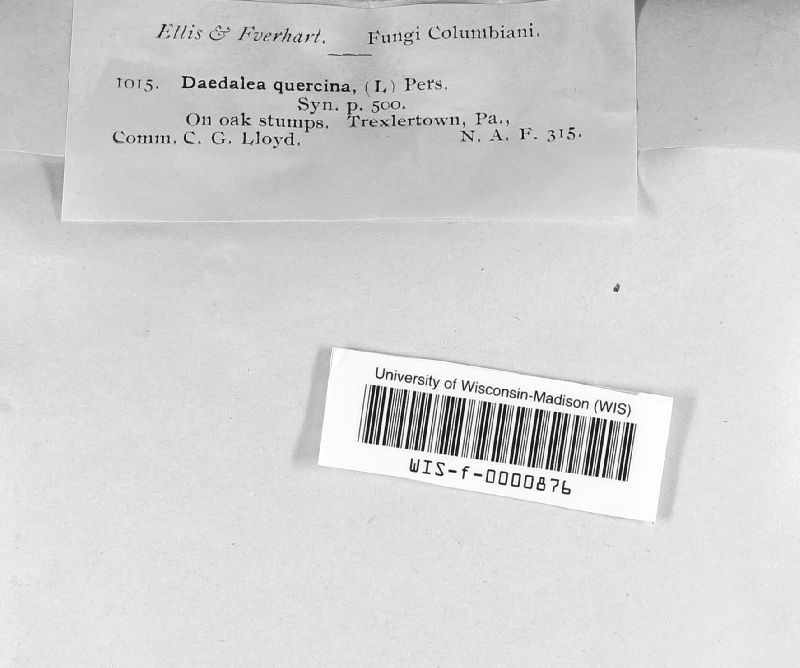 Ellis & Everhart. Fungi Columbiani.
1015. Daedalea quercina, (L) Pers.
Syn. p. 500.
On oak stumps. Trexlertown, Pa.,
Comm. C. G. Lloyd. N. A. F. 315.
University of Wisconsin-Madison (WIS)
WIS-f-0000876